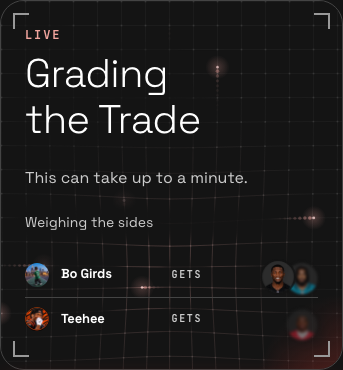 LIVE
Grading
the Trade
This can take up to a minute.
Weighing the sides
Bo Girds GETS
Teehee GETS